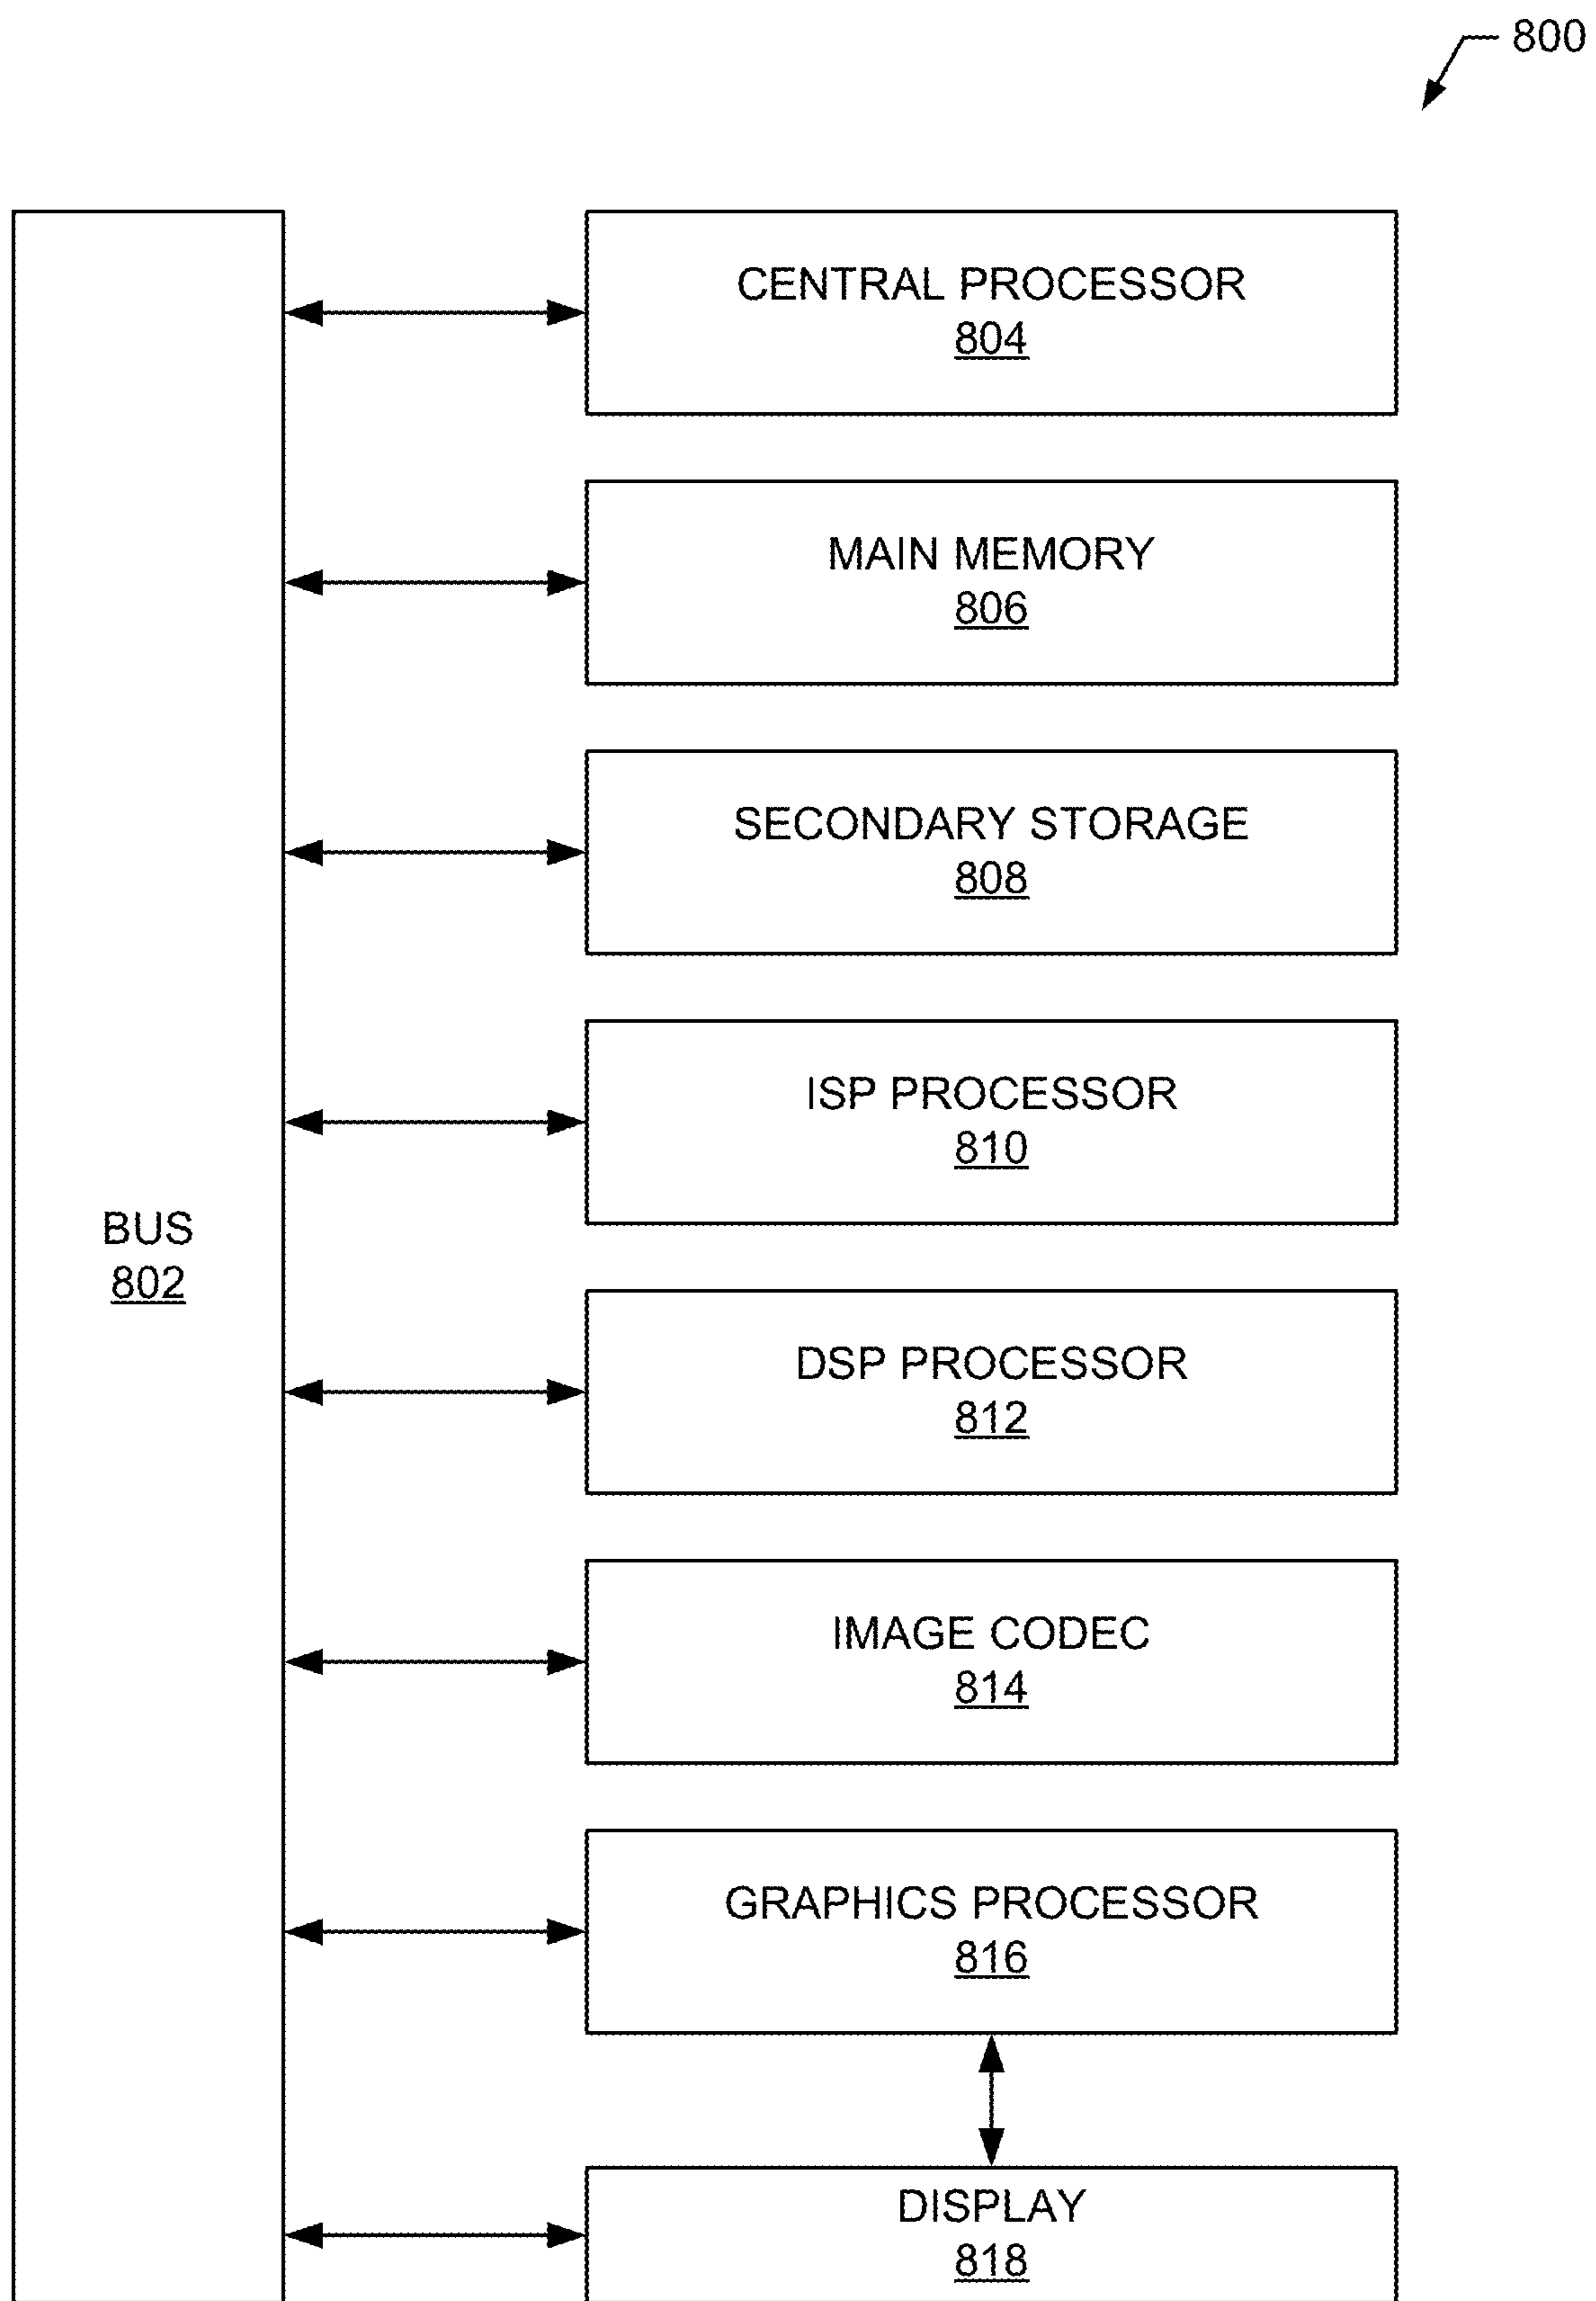 800
CENTRAL PROCESSOR
804
MAIN MEMORY
806
SECONDARY STORAGE
808
ISP PROCESSOR
810
BUS
802
DSP PROCESSOR
812
IMAGE CODEC
814
GRAPHICS PROCESSOR
816
DISPLAY
818